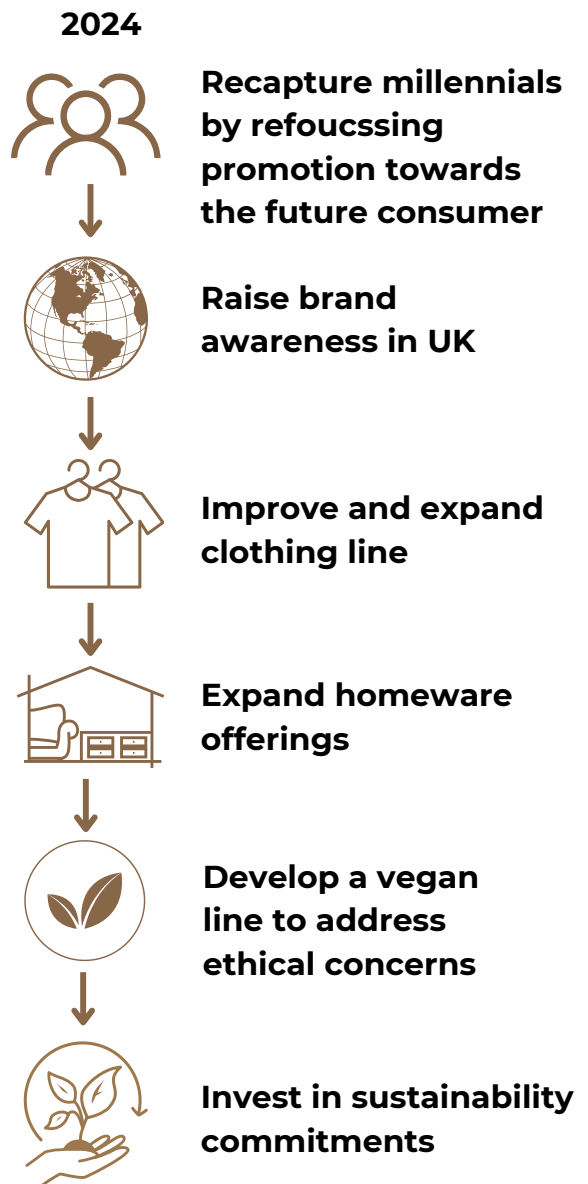 2024
Recapture millennials
by refoucssing
promotion towards
the future consumer
Raise brand
awareness in UK
Improve and expand
clothing line
Expand homeware
offerings
Develop a vegan
line to address
ethical concerns
Invest in sustainability
commitments